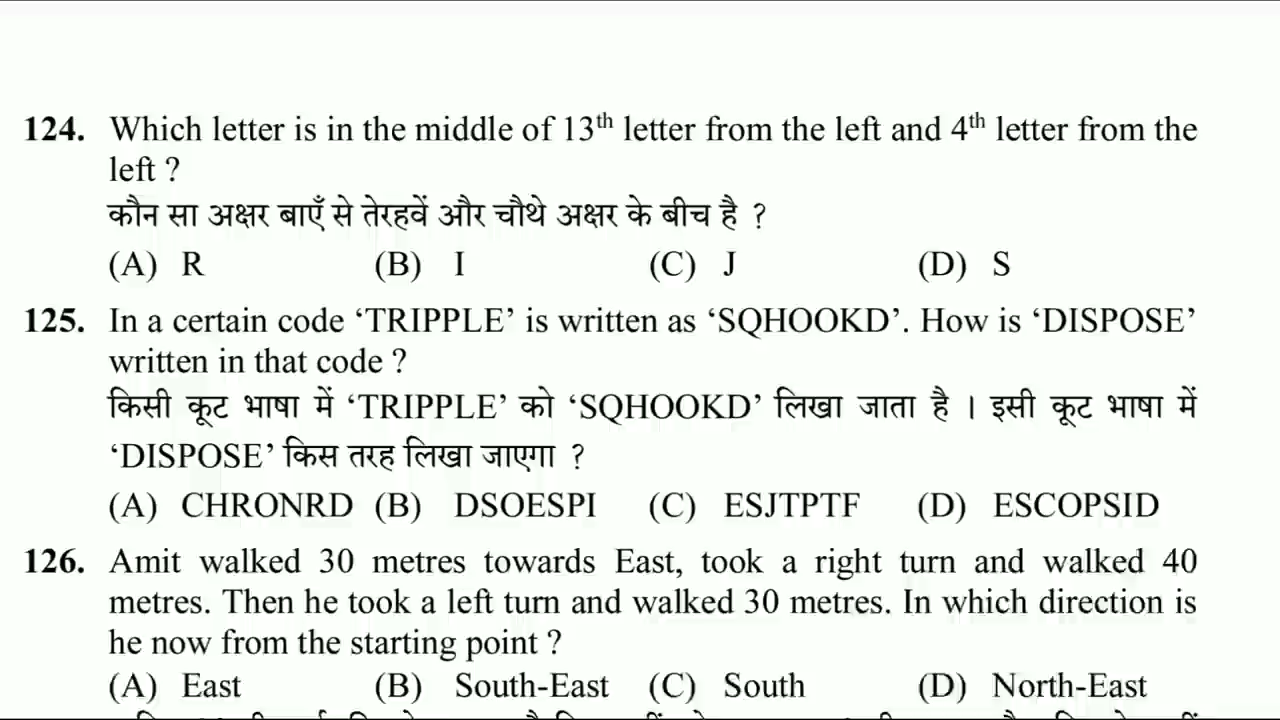 124. Which letter is in the middle of 13th letter from the left and 4th letter from the
left ?
कौन सा अक्षर बाएँ से तेरहवें और चौथे अक्षर के बीच है ?
(A) R (B) I (C) J (D) S
125. In a certain code ‘TRIPPLE’ is written as ‘SQHOOKD’. How is ‘DISPOSE’
written in that code ?
किसी कूट भाषा में ‘TRIPPLE’ को ‘SQHOOKD’ लिखा जाता है । इसी कूट भाषा में
‘DISPOSE’ किस तरह लिखा जाएगा ?
(A) CHRONRD (B) DSOESPI (C) ESJTPTF (D) ESCOPSID
126. Amit walked 30 metres towards East, took a right turn and walked 40
metres. Then he took a left turn and walked 30 metres. In which direction is
he now from the starting point ?
(A) East (B) South-East (C) South (D) North-East